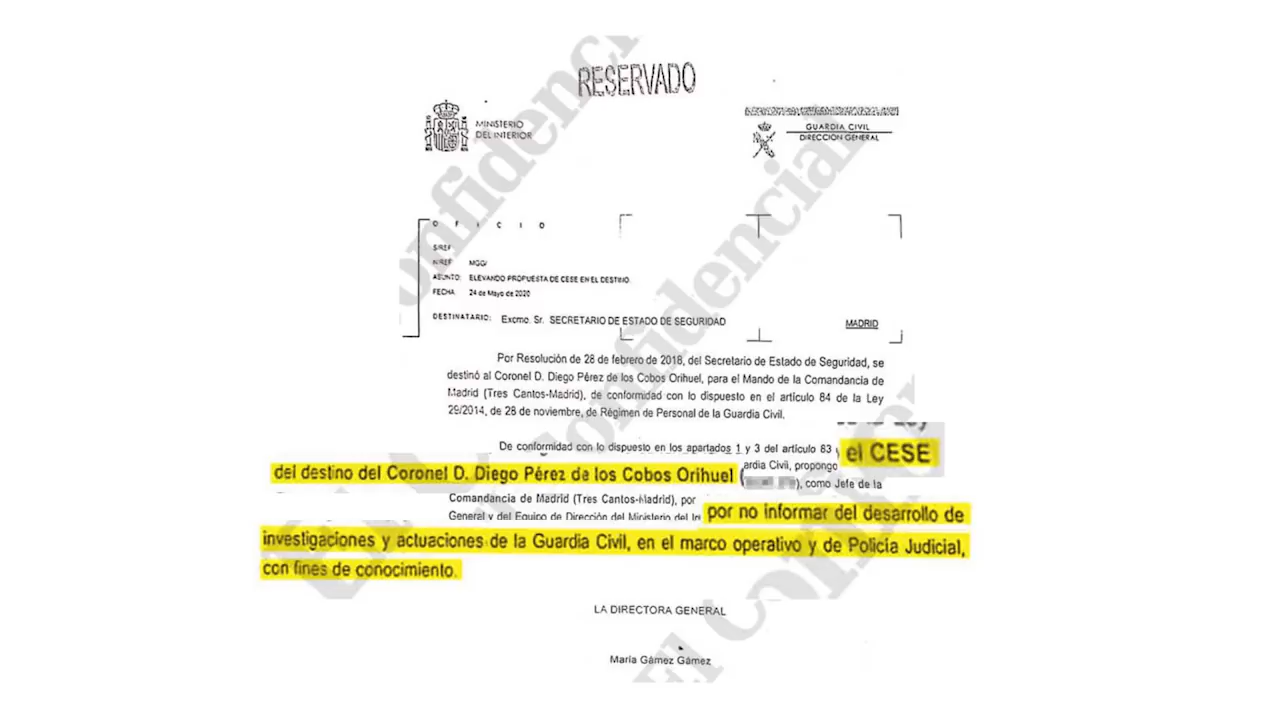 RESERVADO
MINISTERIO
DEL INTERIOR
GUARDIA CIVIL
DIRECCIÓN GENERAL
O F I C I O
S/REF
N/REF MGG/
ASUNTO: ELEVANDO PROPUESTA DE CESE EN EL DESTINO.
FECHA 24 de Mayo de 2020
DESTINATARIO: Excmo. Sr. SECRETARIO DE ESTADO DE SEGURIDAD MADRID
Por Resolución de 28 de febrero de 2018, del Secretario de Estado de Seguridad, se
destinó al Coronel D. Diego Pérez de los Cobos Orihuel, para el Mando de la Comandancia de
Madrid (Tres Cantos-Madrid), de conformidad con lo dispuesto en el artículo 84 de la Ley
29/2014, de 28 de noviembre, de Régimen de Personal de la Guardia Civil.
De conformidad con lo dispuesto en los apartados 1 y 3 del artículo 83 el CESE
ardia Civil, propongo
del destino del Coronel D. Diego Pérez de los Cobos Orihuel ( ), como Jefe de la
Comandancia de Madrid (Tres Cantos-Madrid), por
General y del Equipo de Dirección del Ministerio del por no informar del desarrollo de
investigaciones y actuaciones de la Guardia Civil, en el marco operativo y de Policía Judicial,
con fines de conocimiento.
LA DIRECTORA GENERAL
María Gámez Gámez
El Confidencial